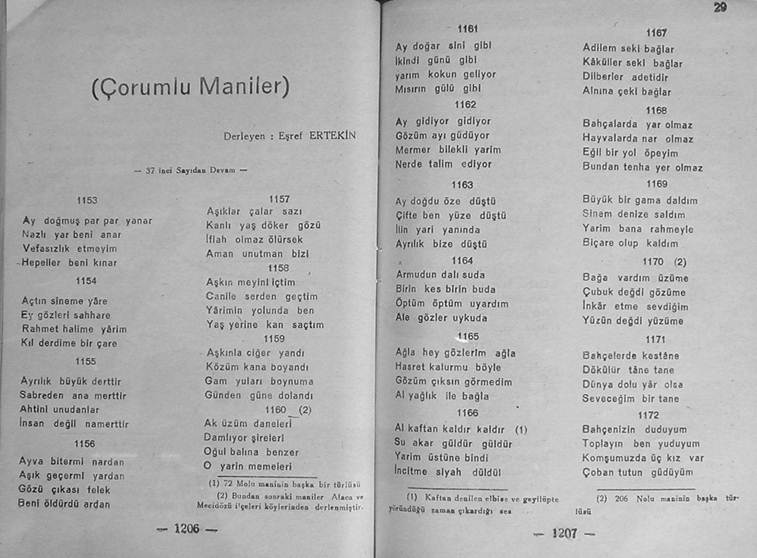 (Çorumlu Maniler)
Derleyen : Eşref ERTEKİN
— 37 inci Sayıdan Devam —
1153
Ay doğmuş par par yanar
Nazlı yar beni anar
Vefasızlık etmeyim
Hepeller beni kınar
1154
Açtın sineme yâre
Ey gözleri sahhare
Rahmet halime yârim
Kıl derdime bir çare
1155
Ayrılık büyük derttir
Sabreden ana merttir
Ahtini unudanlar
İnsan değil namerttir
1156
Ayva bitermi nardan
Aşık geçermi yardan
Gözü çıkası felek
Beni öldürdü ardan
1157
Aşıklar çalar sazı
Kanlı yaş döker gözü
İflah olmaz ölürsek
Aman unutman bizi
1158
Aşkın meyini içtim
Canile serden geçtim
Yârimin yolunda ben
Yaş yerine kan saçtım
1159
Aşkınla ciğer yandı
Közüm kana boyandı
Gam yuları boynuma
Günden güne dolandı
1160 (2)
Ak üzüm daneleri
Damlıyor şireleri
Oğul balına benzer
O yarin memeleri
(1) 72 Molu maninin başka bir türlüsü
(2) Bundan sonraki maniler Alaca ve
Mecidözü ilçeleri köylerinden derlenmiştir.
— 1206 —
29
1161
Ay doğar sini gibi
İkindi günü gibi
yarım kokun geliyor
Mısırın gülü gibi
1162
Ay gidiyor gidiyor
Gözüm ayı güdüyor
Mermer bilekli yarim
Nerde talim ediyor
1163
Ay doğdu öze düştü
Çifte ben yüze düştü
İlin yari yanında
Ayrılık bize düştü
1164
Armudun dalı suda
Birin kes birin buda
Öptüm öptüm uyardım
Ale gözler uykuda
1165
Ağla hey gözlerim ağla
Hasret kalurmu böyle
Gözüm çıksın görmedim
Al yağlık ile bağla
1166
Al kaftan kaldır kaldır (1)
Su akar güldür güldür
Yarim üstüne bindi
İncitme siyah düldül
(1) Kaftan denilen elbise ve geyilipte
yüründüğü zaman çıkardığı ses
1167
Adilem seki bağlar
Kâküller seki bağlar
Dilberler adetidir
Alnına çeki bağlar
1168
Bahçalarda yar olmaz
Hayvalarda nar olmaz
Eğil bir yol öpeyim
Bundan tenha yer olmaz
1169
Büyük bir gama daldım
Sinem denize saldım
Yarim bana rahmeyle
Biçare olup kaldım
1170 (2)
Bağa vardım üzüme
Çubuk değdi gözüme
İnkâr etme sevdiğim
Yüzün değdi yüzüme
1171
Bahçelerde kestâne
Dökülür tâne tane
Dünya dolu yâr olsa
Seveceğim bir tane
1172
Bahçenizin duduyum
Toplayın ben yuduyum
Komşumuzda üç kız var
Çoban tutun güdüyüm
(2) 206 Nolu maninin başka tür-
lüsü
— 1207 —